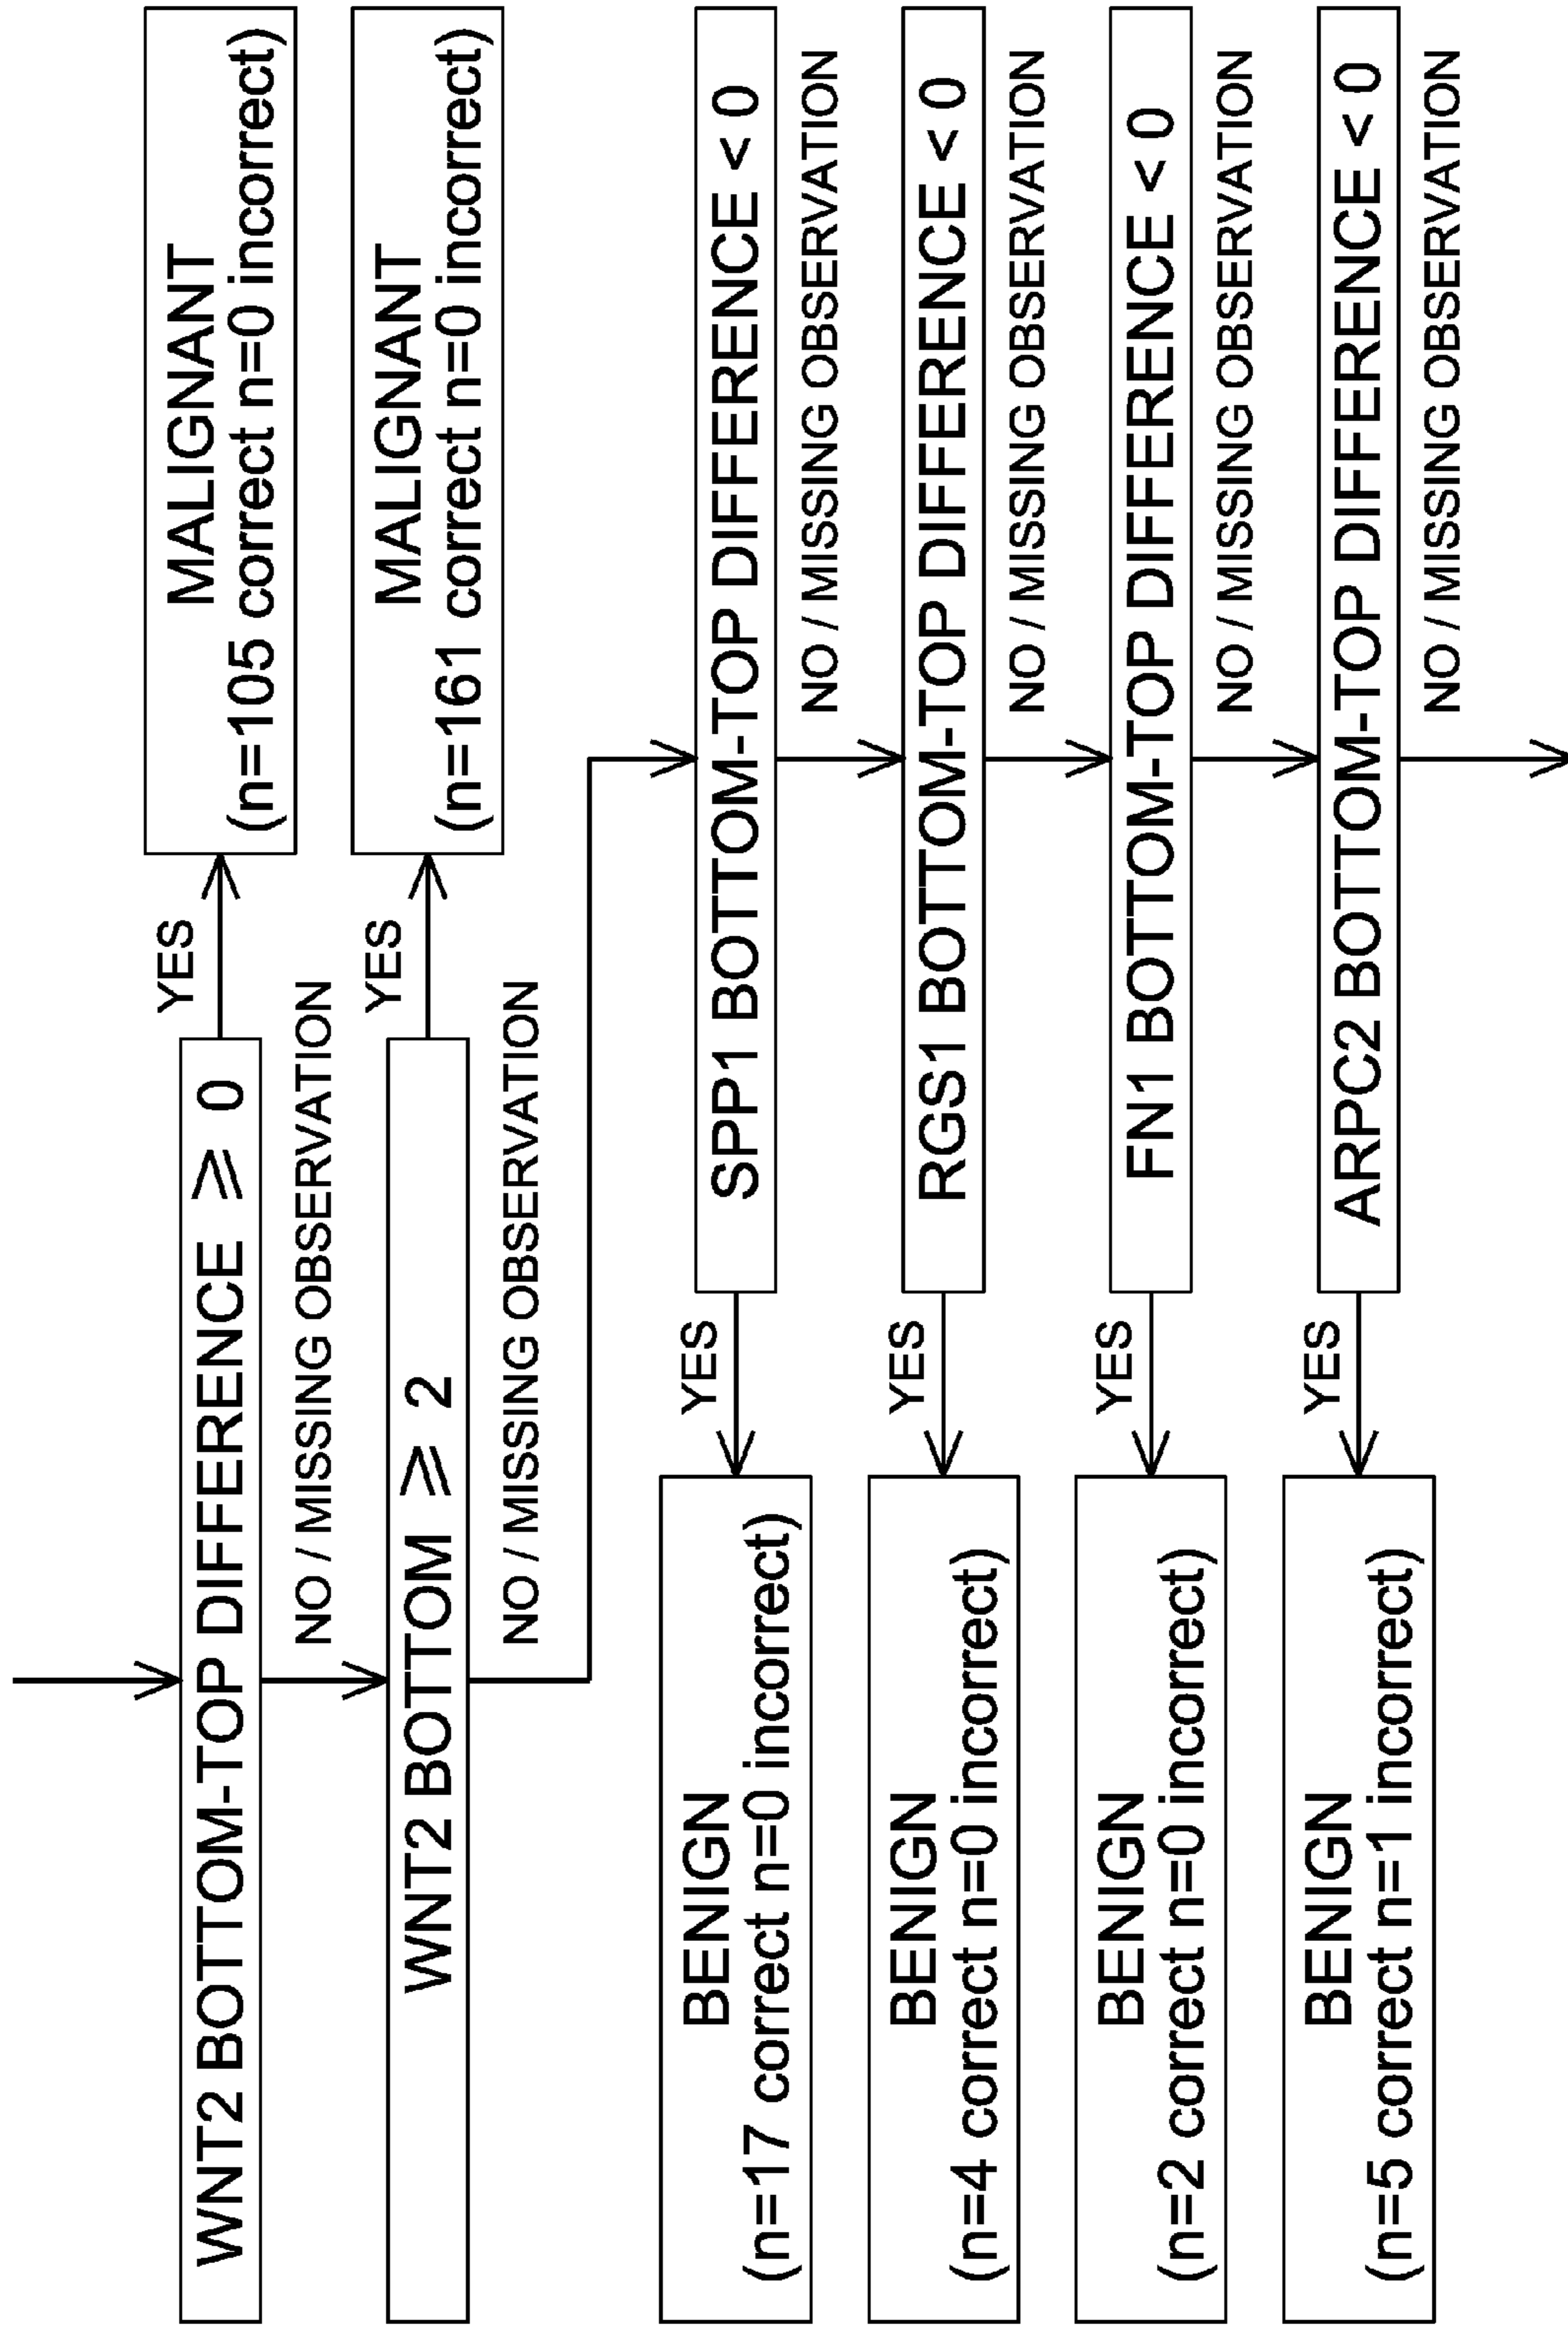 WNT2 BOTTOM-TOP DIFFERENCE ⩾ 0
YES
MALIGNANT
(n=105 correct n=0 incorrect)
NO / MISSING OBSERVATION
WNT2 BOTTOM ⩾ 2
YES
MALIGNANT
(n=161 correct n=0 incorrect)
NO / MISSING OBSERVATION
SPP1 BOTTOM-TOP DIFFERENCE < 0
YES
BENIGN
(n=17 correct n=0 incorrect)
NO / MISSING OBSERVATION
RGS1 BOTTOM-TOP DIFFERENCE < 0
YES
BENIGN
(n=4 correct n=0 incorrect)
NO / MISSING OBSERVATION
FN1 BOTTOM-TOP DIFFERENCE < 0
YES
BENIGN
(n=2 correct n=0 incorrect)
NO / MISSING OBSERVATION
ARPC2 BOTTOM-TOP DIFFERENCE < 0
YES
BENIGN
(n=5 correct n=1 incorrect)
NO / MISSING OBSERVATION